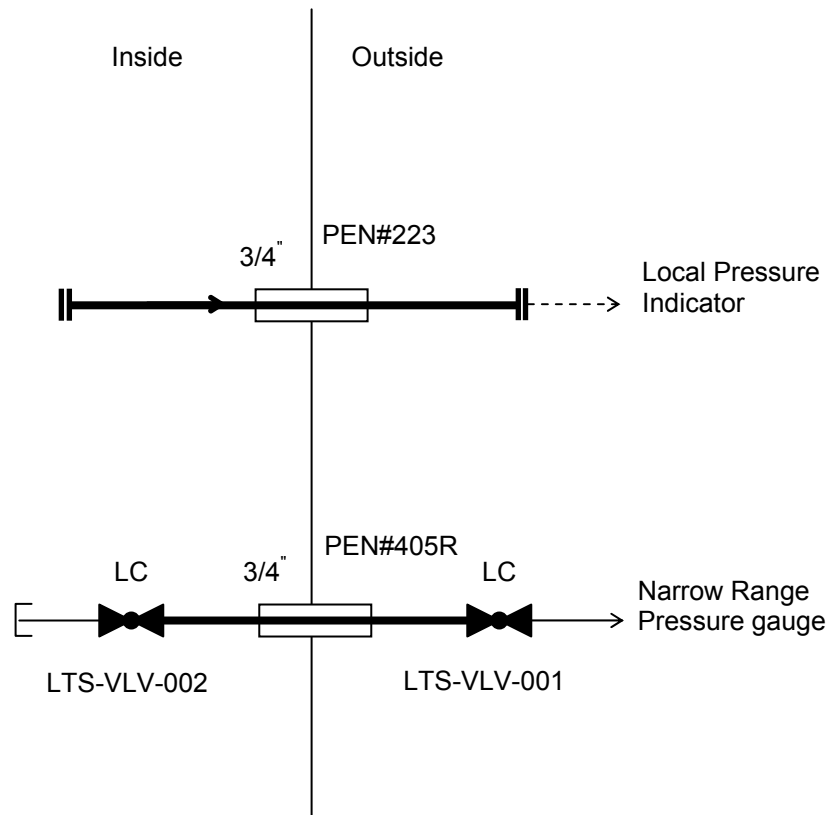 Inside
Outside
PEN#223
3/4"
Local Pressure
Indicator
PEN#405R
LC
3/4"
LC
Narrow Range
Pressure gauge
LTS-VLV-002
LTS-VLV-001